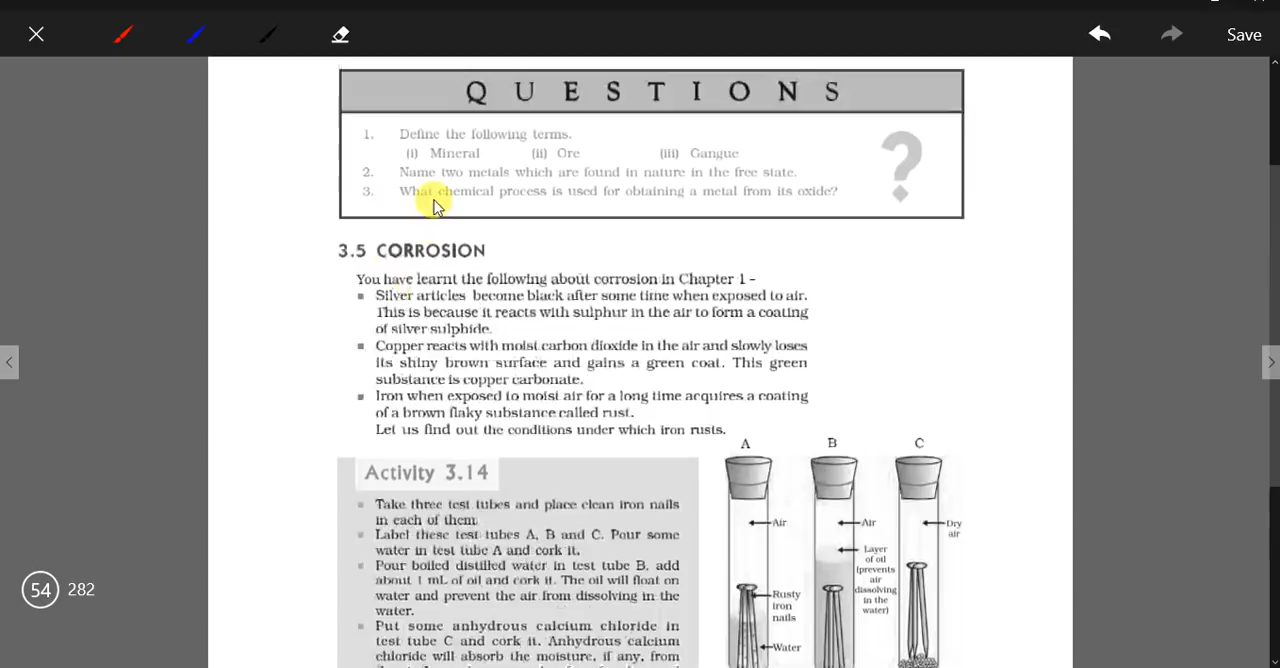 Save
QUESTIONS
1. Define the following terms.
(i) Mineral (ii) Ore (iii) Gangue
2. Name two metals which are found in nature in the free state.
3. What chemical process is used for obtaining a metal from its oxide?
?
3.5 CORROSION
You have learnt the following about corrosion in Chapter 1 –
Silver articles become black after some time when exposed to air.
This is because it reacts with sulphur in the air to form a coating
of silver sulphide.
Copper reacts with moist carbon dioxide in the air and slowly loses
its shiny brown surface and gains a green coat. This green
substance is copper carbonate.
Iron when exposed to moist air for a long time acquires a coating
of a brown flaky substance called rust.
Let us find out the conditions under which iron rusts.
Activity 3.14
Take three test tubes and place clean iron nails
in each of them.
Label these test tubes A, B and C. Pour some
water in test tube A and cork it.
Pour boiled distilled water in test tube B, add
about 1 mL of oil and cork it. The oil will float on
water and prevent the air from dissolving in the
water.
Put some anhydrous calcium chloride in
test tube C and cork it. Anhydrous calcium
chloride will absorb the moisture, if any, from
A B C
Air
Air
Dry
air
Layer
of oil
(prevents
air
dissolving
in the
water)
Rusty
iron
nails
Water
54 282